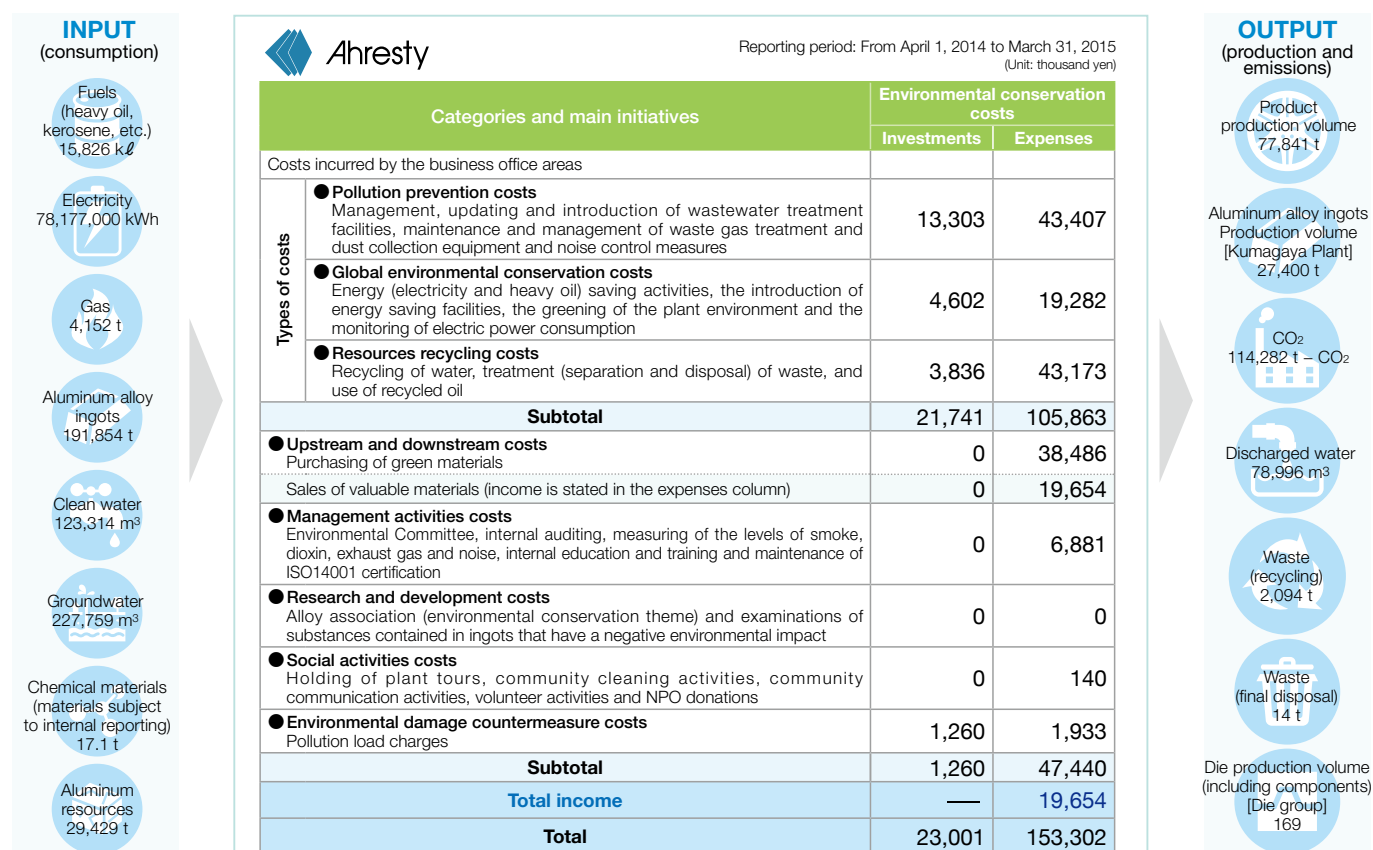 INPUT
(consumption)
Fuels
(heavy oil,
kerosene, etc.)
15,826 kℓ
Electricity
78,177,000 kWh
Gas
4,152 t
Aluminum alloy
ingots
191,854 t
Clean water
123,314 m³
Groundwater
227,759 m³
Chemical materials
(materials subject
to internal reporting)
17.1 t
Aluminum
resources
29,429 t
Ahresty
Reporting period: From April 1, 2014 to March 31, 2015
(Unit: thousand yen)
Categories and main initiatives
Environmental conservation
costs
Investments Expenses
Costs incurred by the business office areas
Types of costs
●Pollution prevention costs
Management, updating and introduction of wastewater treatment
facilities, maintenance and management of waste gas treatment and
dust collection equipment and noise control measures
13,303 43,407
●Global environmental conservation costs
Energy (electricity and heavy oil) saving activities, the introduction of
energy saving facilities, the greening of the plant environment and the
monitoring of electric power consumption
4,602 19,282
●Resources recycling costs
Recycling of water, treatment (separation and disposal) of waste, and
use of recycled oil
3,836 43,173
Subtotal 21,741 105,863
●Upstream and downstream costs
Purchasing of green materials
0 38,486
Sales of valuable materials (income is stated in the expenses column) 0 19,654
●Management activities costs
Environmental Committee, internal auditing, measuring of the levels of smoke,
dioxin, exhaust gas and noise, internal education and training and maintenance of
ISO14001 certification
0 6,881
●Research and development costs
Alloy association (environmental conservation theme) and examinations of
substances contained in ingots that have a negative environmental impact
0 0
●Social activities costs
Holding of plant tours, community cleaning activities, community
communication activities, volunteer activities and NPO donations
0 140
●Environmental damage countermeasure costs
Pollution load charges
1,260 1,933
Subtotal 1,260 47,440
Total income — 19,654
Total 23,001 153,302
OUTPUT
(production and
emissions)
Product
production volume
77,841 t
Aluminum alloy ingots
Production volume
[Kumagaya Plant]
27,400 t
CO₂
114,282 t – CO₂
Discharged water
78,996 m³
Waste
(recycling)
2,094 t
Waste
(final disposal)
14 t
Die production volume
(including components)
[Die group]
169